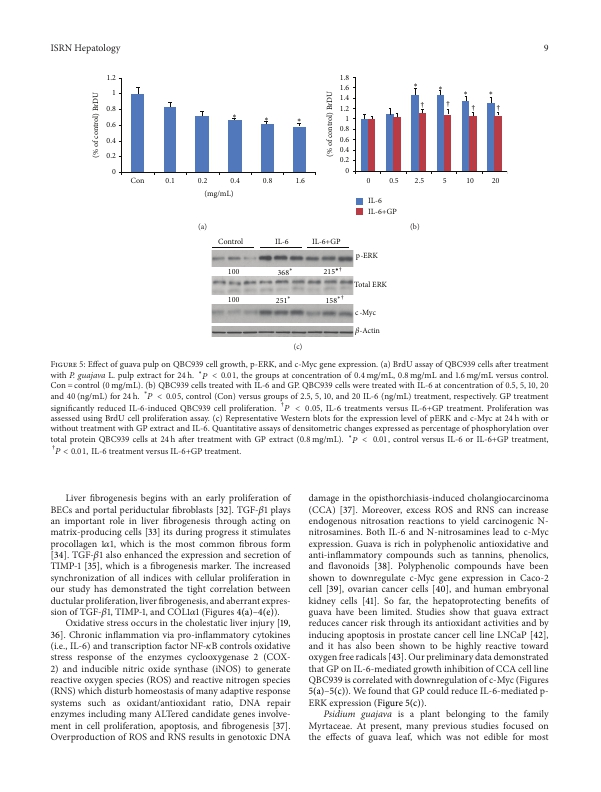 ISRN Hepatology 9
1.2
1
0.8
0.6
0.4
0.2
0
(% of control) BrDU
* * *
Con 0.1 0.2 0.4 0.8 1.6
(mg/mL)
(a)
1.8
1.6
1.4
1.2
1
0.8
0.6
0.4
0.2
0
(% of control) BrDU
* * * *
† † † †
0 0.5 2.5 5 10 20
IL-6
IL-6+GP
(b)
Control IL-6 IL-6+GP
p-ERK
100 368* 215*†
Total ERK
100 251* 158*†
c-Myc
β-Actin
(c)
Figure 5: Effect of guava pulp on QBC939 cell growth, p-ERK, and c-Myc gene expression. (a) BrdU assay of QBC939 cells after treatment
with P. guajava L. pulp extract for 24 h. *P < 0.01, the groups at concentration of 0.4 mg/mL, 0.8 mg/mL and 1.6 mg/mL versus control.
Con = control (0 mg/mL). (b) QBC939 cells treated with IL-6 and GP. QBC939 cells were treated with IL-6 at concentration of 0.5, 5, 10, 20
and 40 (ng/mL) for 24 h. *P < 0.05, control (Con) versus groups of 2.5, 5, 10, and 20 IL-6 (ng/mL) treatment, respectively. GP treatment
significantly reduced IL-6-induced QBC939 cell proliferation. †P < 0.05, IL-6 treatments versus IL-6+GP treatment. Proliferation was
assessed using BrdU cell proliferation assay. (c) Representative Western blots for the expression level of pERK and c-Myc at 24 h with or
without treatment with GP extract and IL-6. Quantitative assays of densitometric changes expressed as percentage of phosphorylation over
total protein QBC939 cells at 24 h after treatment with GP extract (0.8 mg/mL). *P < 0.01, control versus IL-6 or IL-6+GP treatment,
†P < 0.01, IL-6 treatment versus IL-6+GP treatment.
Liver fibrogenesis begins with an early proliferation of
BECs and portal periductular fibroblasts [32]. TGF-β1 plays
an important role in liver fibrogenesis through acting on
matrix-producing cells [33] its during progress it stimulates
procollagen 1α1, which is the most common fibrous form
[34]. TGF-β1 also enhanced the expression and secretion of
TIMP-1 [35], which is a fibrogenesis marker. The increased
synchronization of all indices with cellular proliferation in
our study has demonstrated the tight correlation between
ductular proliferation, liver fibrogenesis, and aberrant expres-
sion of TGF-β1, TIMP-1, and COL1α1 (Figures 4(a)–4(e)).
Oxidative stress occurs in the cholestatic liver injury [19,
36]. Chronic inflammation via pro-inflammatory cytokines
(i.e., IL-6) and transcription factor NF-κB controls oxidative
stress response of the enzymes cyclooxygenase 2 (COX-
2) and inducible nitric oxide synthase (iNOS) to generate
reactive oxygen species (ROS) and reactive nitrogen species
(RNS) which disturb homeostasis of many adaptive response
systems such as oxidant/antioxidant ratio, DNA repair
enzymes including many ALTered candidate genes involve-
ment in cell proliferation, apoptosis, and fibrogenesis [37].
Overproduction of ROS and RNS results in genotoxic DNA
damage in the opisthorchiasis-induced cholangiocarcinoma
(CCA) [37]. Moreover, excess ROS and RNS can increase
endogenous nitrosation reactions to yield carcinogenic N-
nitrosamines. Both IL-6 and N-nitrosamines lead to c-Myc
expression. Guava is rich in polyphenolic antioxidative and
anti-inflammatory compounds such as tannins, phenolics,
and flavonoids [38]. Polyphenolic compounds have been
shown to downregulate c-Myc gene expression in Caco-2
cell [39], ovarian cancer cells [40], and human embryonal
kidney cells [41]. So far, the hepatoprotecting benefits of
guava have been limited. Studies show that guava extract
reduces cancer risk through its antioxidant activities and by
inducing apoptosis in prostate cancer cell line LNCaP [42],
and it has also been shown to be highly reactive toward
oxygen free radicals [43]. Our preliminary data demonstrated
that GP on IL-6-mediated growth inhibition of CCA cell line
QBC939 is correlated with downregulation of c-Myc (Figures
5(a)–5(c)). We found that GP could reduce IL-6-mediated p-
ERK expression (Figure 5(c)).
Psidium guajava is a plant belonging to the family
Myrtaceae. At present, many previous studies focused on
the effects of guava leaf, which was not edible for most